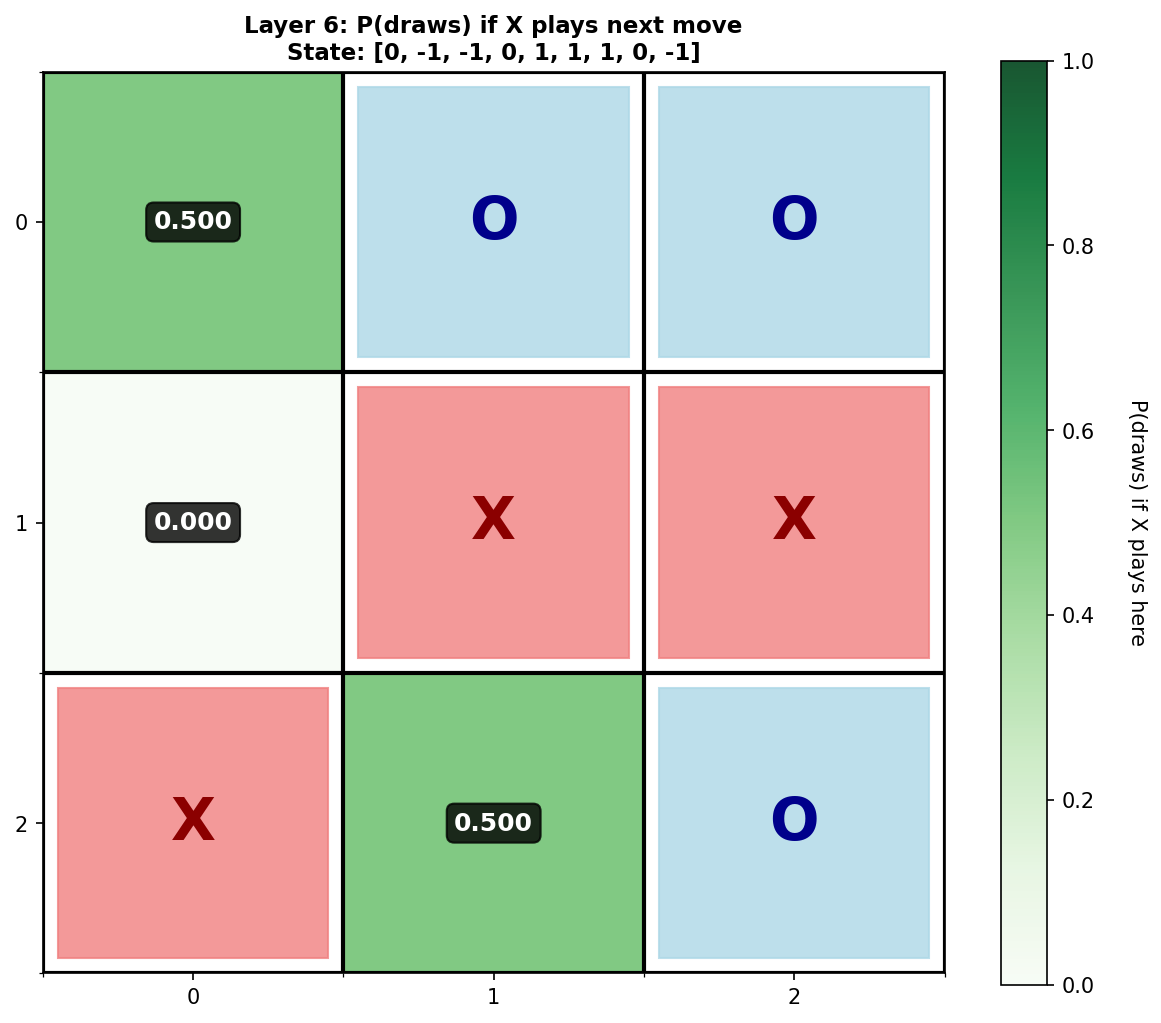 Layer 6: P(draws) if X plays next move
State: [0, -1, -1, 0, 1, 1, 1, 0, -1]
0
0.500
O
O
1
0.000
X
X
2
X
0.500
O
0
1
2
1.0
0.8
0.6
0.4
0.2
0.0
P(draws) if X plays here